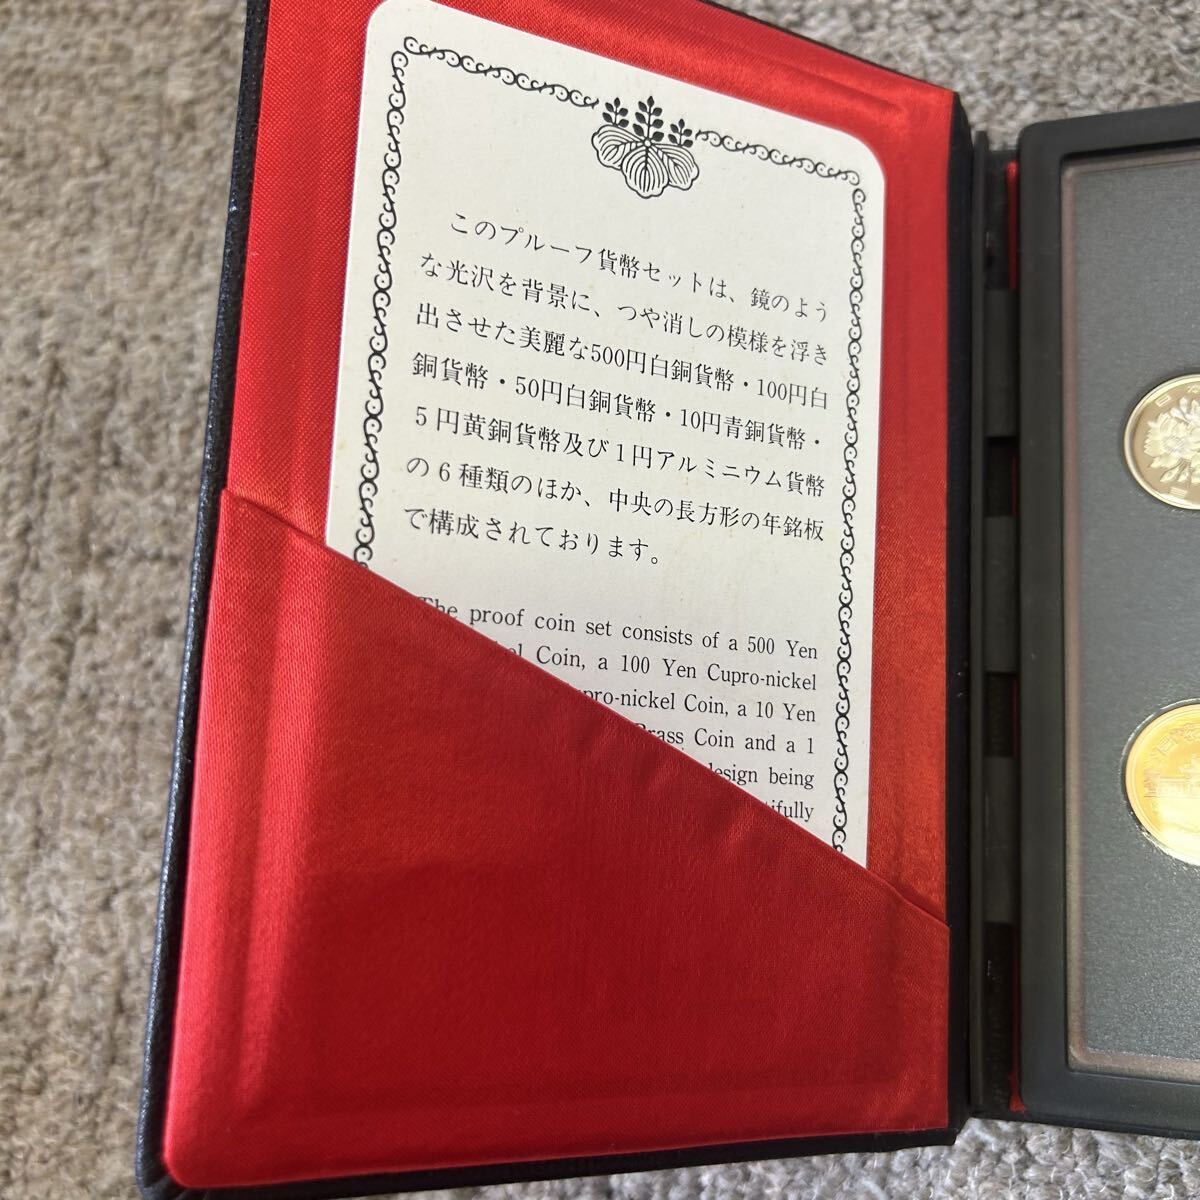 このプルーフ貨幣セットは、鏡のよう
な光沢を背景に、つや消しの模様を浮き
出させた美麗な500円白銅貨幣・100円白
銅貨幣・50円白銅貨幣・10円青銅貨幣・
5円黄銅貨幣及び1円アルミニウム貨幣
の6種類のほか、中央の長方形の年銘板
で構成されております。
The proof coin set consists of a 500 Yen
Coin, a 100 Yen Cupro-nickel
pro-nickel Coin, a 10 Yen
Brass Coin and a 1
design being
tifully